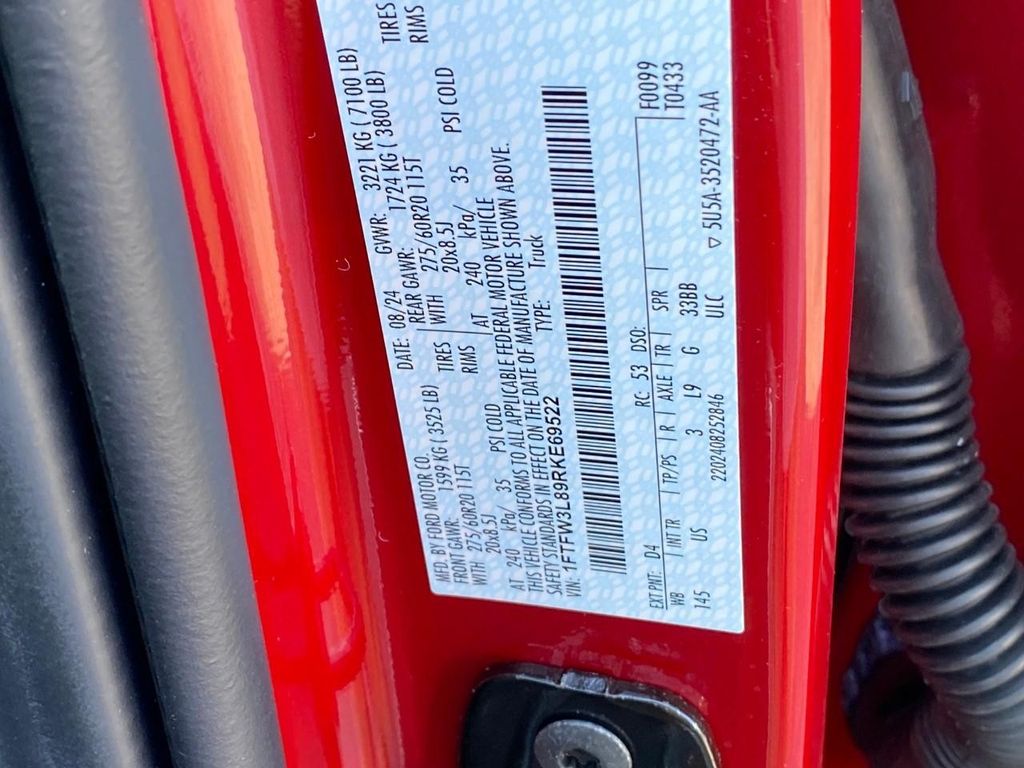 MFD. BY FORD MOTOR CO.
DATE: 08/24 GVWR: 3221 KG ( 7100 LB)
FRONT GAWR: 1599 KG ( 3525 LB)
REAR GAWR: 1724 KG ( 3800 LB)
WITH 275/60R20 115T TIRES
WITH 275/60R20 115T TIRES
20x8.5J RIMS
20x8.5J RIMS
AT 240 kPa/ 35 PSI COLD
AT 240 kPa/ 35 PSI COLD
THIS VEHICLE CONFORMS TO ALL APPLICABLE FEDERAL MOTOR VEHICLE
SAFETY STANDARDS IN EFFECT ON THE DATE OF MANUFACTURE SHOWN ABOVE.
VIN: 1FTFW3L89RKE69522 TYPE: Truck
EXT PNT: D4 RC: 53 DSO: F0099
WB INT TR TP/PS R AXLE TR SPR T0433
145 US 3 L9 G 33BB
2202408252846 ULC 5U5A-3520472-AA